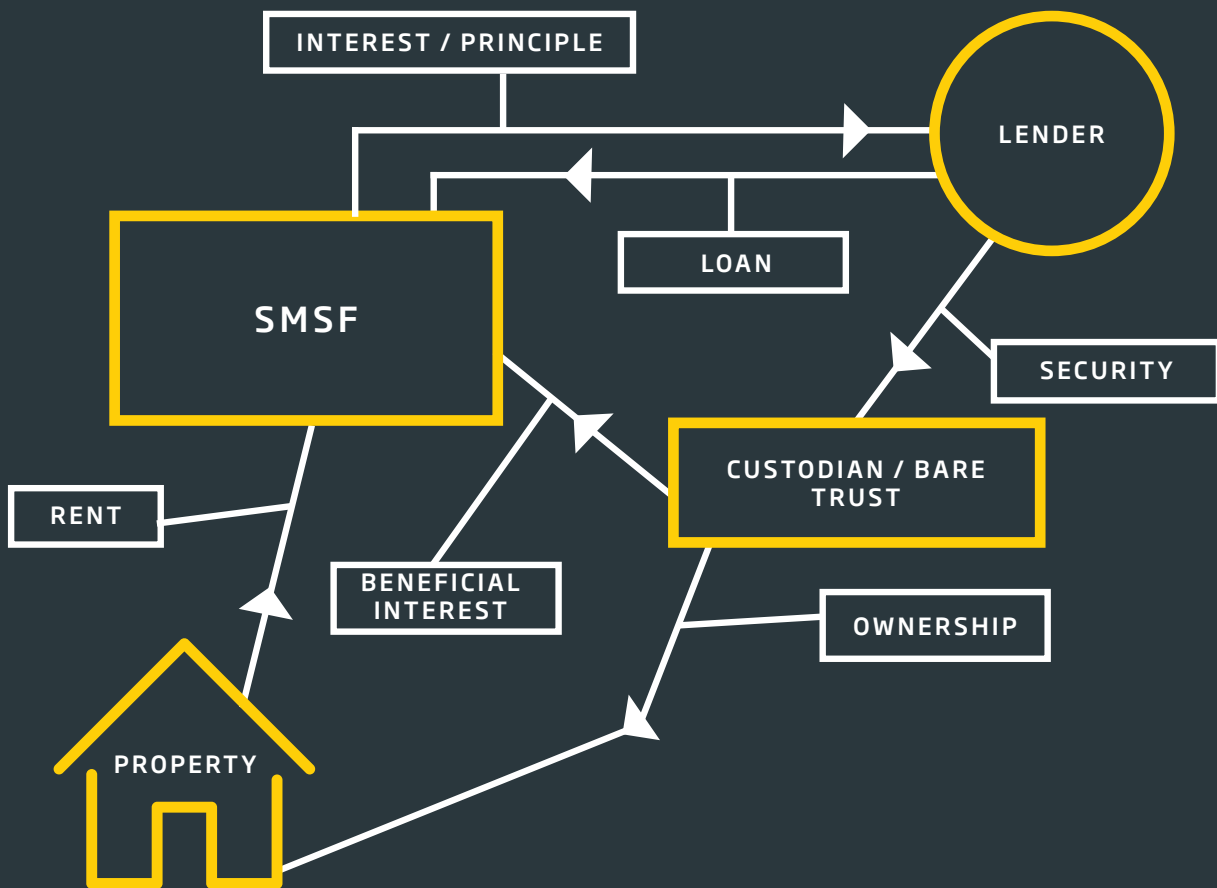 INTEREST / PRINCIPLE
LENDER
LOAN
SMSF
SECURITY
CUSTODIAN / BARE
TRUST
RENT
BENEFICIAL
INTEREST
OWNERSHIP
PROPERTY